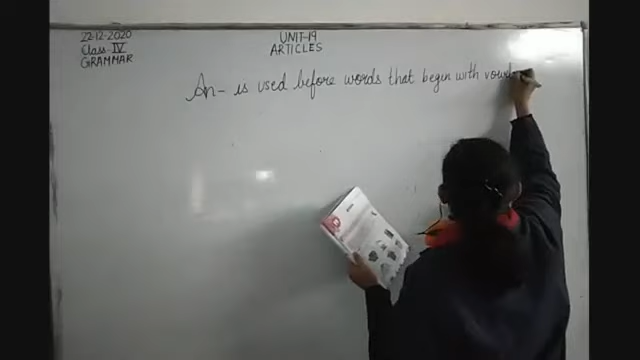 22-12-2020
Class-IV
GRAMMAR
UNIT-19
ARTICLES
An- is used before words that begin with vowel